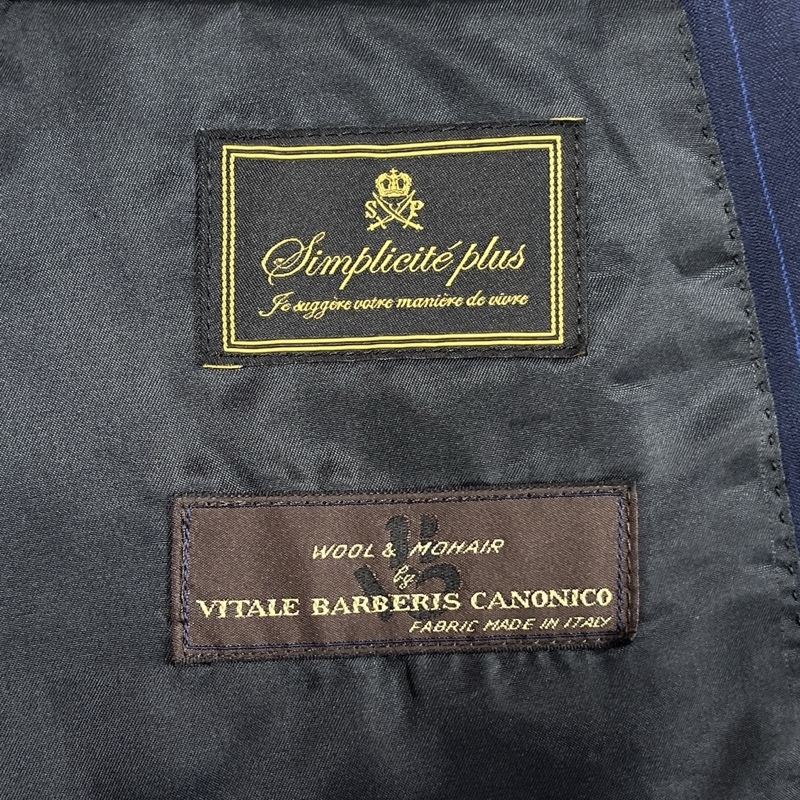 S P
Simplicité plus
Je suggère votre manière de vivre
WOOL & MOHAIR
by
VITALE BARBERIS CANONICO
FABRIC MADE IN ITALY